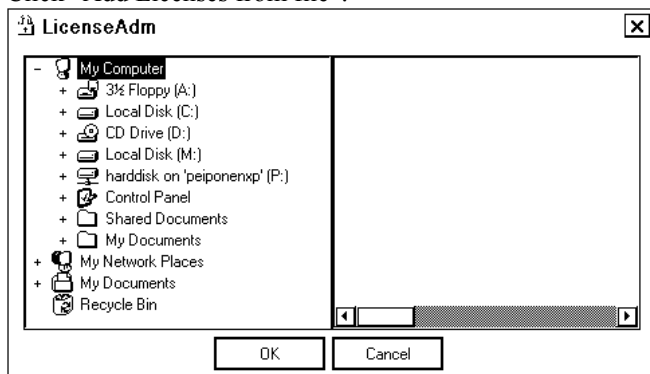 Click "Add Licenses from file".
LicenseAdm
My Computer
3½ Floppy (A:)
Local Disk (C:)
CD Drive (D:)
Local Disk (M:)
harddisk on 'peiponenxp' (P:)
Control Panel
Shared Documents
My Documents
My Network Places
My Documents
Recycle Bin
OK
Cancel